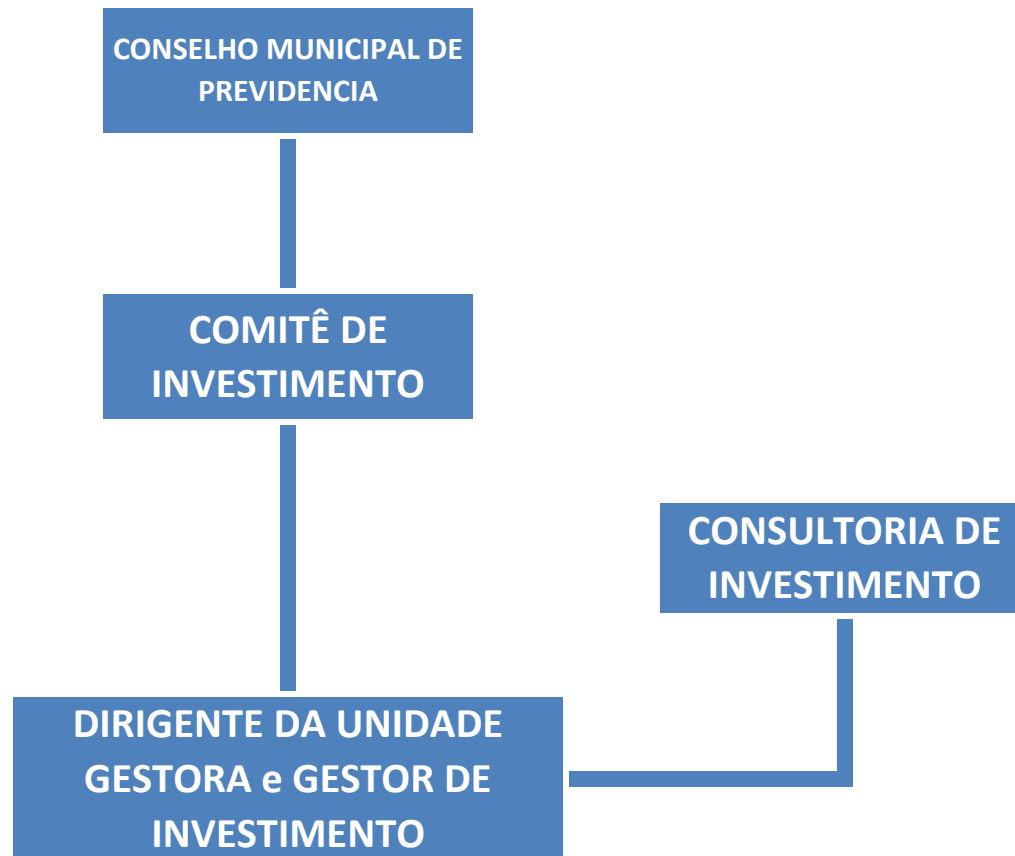 CONSELHO MUNICIPAL DE
PREVIDENCIA
COMITÊ DE
INVESTIMENTO
CONSULTORIA DE
INVESTIMENTO
DIRIGENTE DA UNIDADE
GESTORA e GESTOR DE
INVESTIMENTO